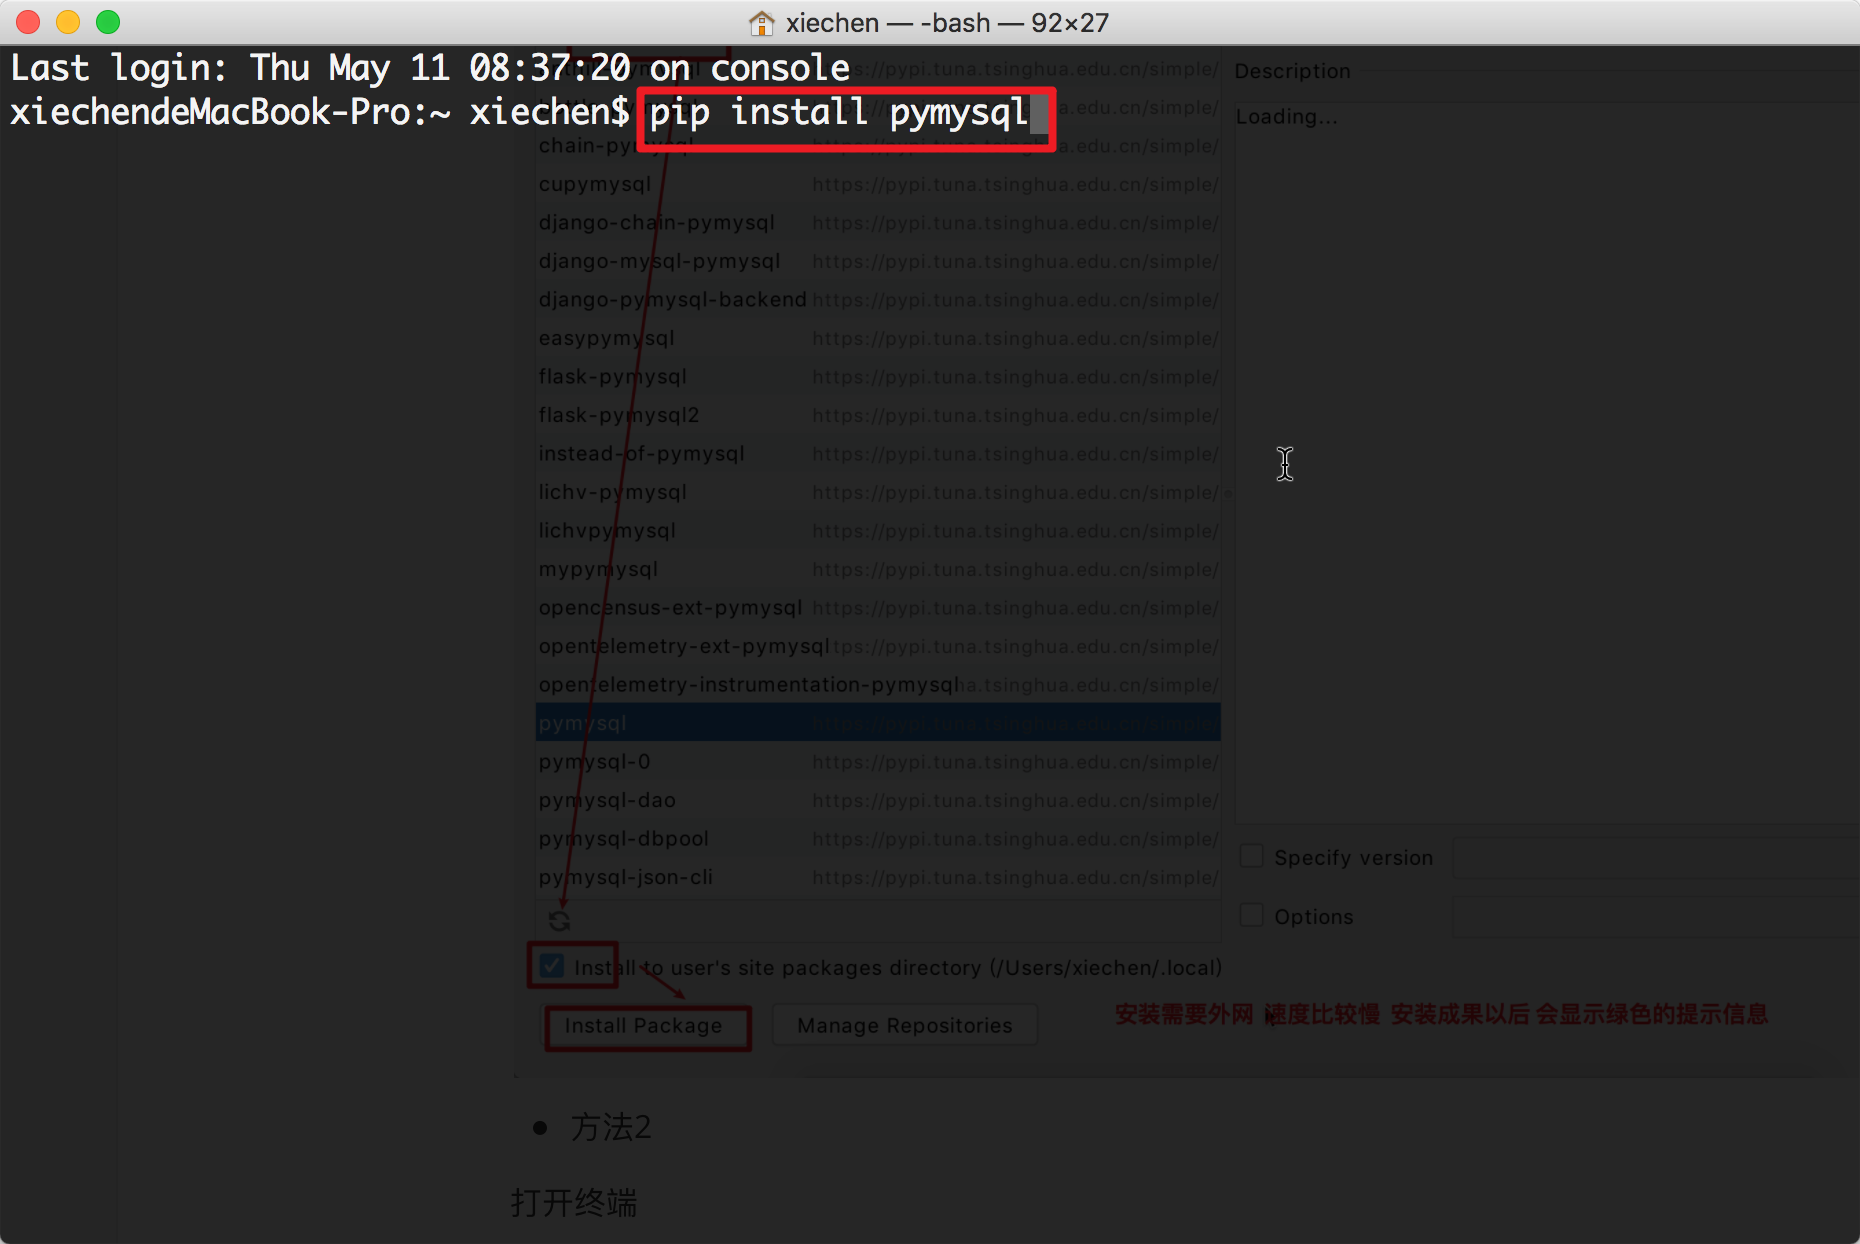 xiechen — -bash — 92×27
Last login: Thu May 11 08:37:20 on console
xiechendeMacBook-Pro:~ xiechen$ pip install pymysql
https://pypi.tuna.tsinghua.edu.cn/simple/
Description
Loading...
chain-pymysql
cupymysql https://pypi.tuna.tsinghua.edu.cn/simple/
django-chain-pymysql https://pypi.tuna.tsinghua.edu.cn/simple/
django-mysql-pymysql https://pypi.tuna.tsinghua.edu.cn/simple/
django-pymysql-backend https://pypi.tuna.tsinghua.edu.cn/simple/
easypymysql https://pypi.tuna.tsinghua.edu.cn/simple/
flask-pymysql https://pypi.tuna.tsinghua.edu.cn/simple/
flask-pymysql2 https://pypi.tuna.tsinghua.edu.cn/simple/
instead-of-pymysql https://pypi.tuna.tsinghua.edu.cn/simple/
lichv-pymysql https://pypi.tuna.tsinghua.edu.cn/simple/
lichvpymysql https://pypi.tuna.tsinghua.edu.cn/simple/
mypymysql https://pypi.tuna.tsinghua.edu.cn/simple/
opencensus-ext-pymysql https://pypi.tuna.tsinghua.edu.cn/simple/
opentelemetry-ext-pymysql tps://pypi.tuna.tsinghua.edu.cn/simple/
opentelemetry-instrumentation-pymysql a.tsinghua.edu.cn/simple/
pymysql https://pypi.tuna.tsinghua.edu.cn/simple/
pymysql-0 https://pypi.tuna.tsinghua.edu.cn/simple/
pymysql-dao https://pypi.tuna.tsinghua.edu.cn/simple/
pymysql-dbpool https://pypi.tuna.tsinghua.edu.cn/simple/
pymysql-json-cli https://pypi.tuna.tsinghua.edu.cn/simple/
Specify version
Options
Install to user's site packages directory (/Users/xiechen/.local)
Install Package Manage Repositories
安装需要外网 速度比较慢 安装成果以后 会显示绿色的提示信息
● 方法2
打开终端